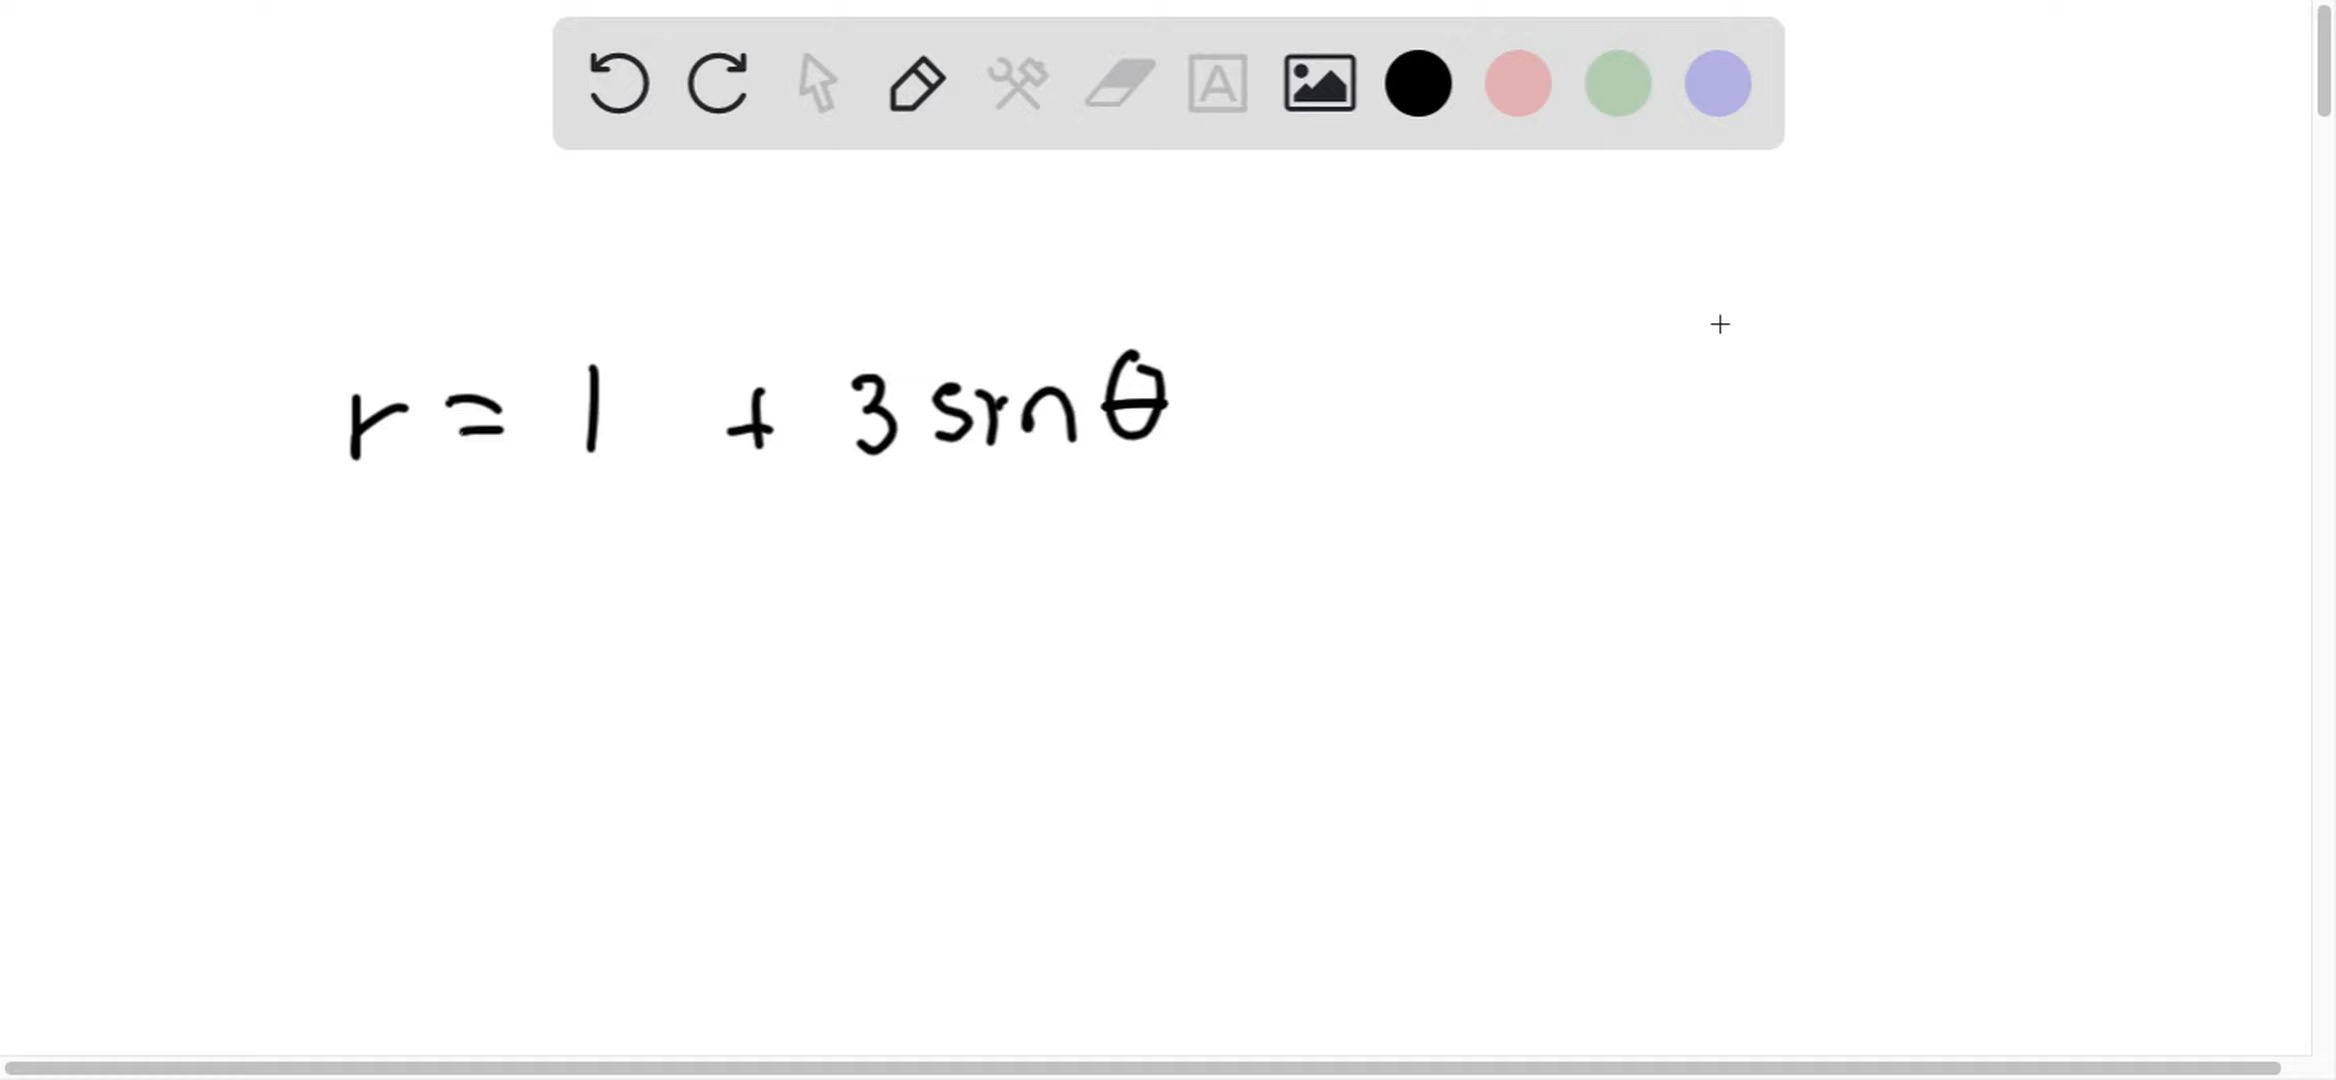 r = 1 + 3 sin θ